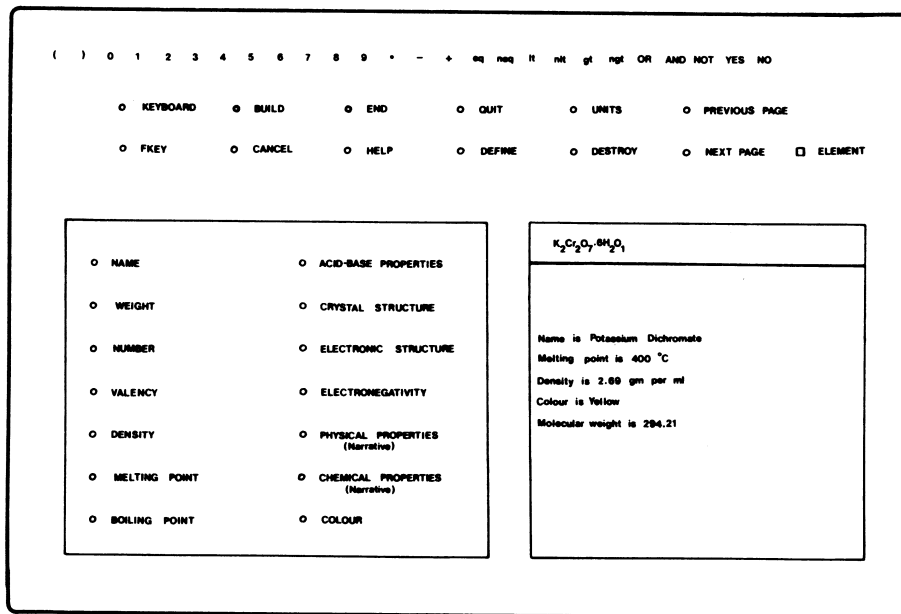 ( ) 0 1 2 3 4 5 6 7 8 9 • − + eq neq lt nlt gt ngt OR AND NOT YES NO
KEYBOARD BUILD END QUIT UNITS PREVIOUS PAGE
FKEY CANCEL HELP DEFINE DESTROY NEXT PAGE ELEMENT
NAME ACID-BASE PROPERTIES
WEIGHT CRYSTAL STRUCTURE
NUMBER ELECTRONIC STRUCTURE
VALENCY ELECTRONEGATIVITY
DENSITY PHYSICAL PROPERTIES
(Narrative)
MELTING POINT CHEMICAL PROPERTIES
(Narrative)
BOILING POINT COLOUR
K₂Cr₂O₇.6H₂O₁
Name is Potassium Dichromate
Melting point is 400 °C
Density is 2.69 gm per ml
Colour is Yellow
Molecular weight is 294.21